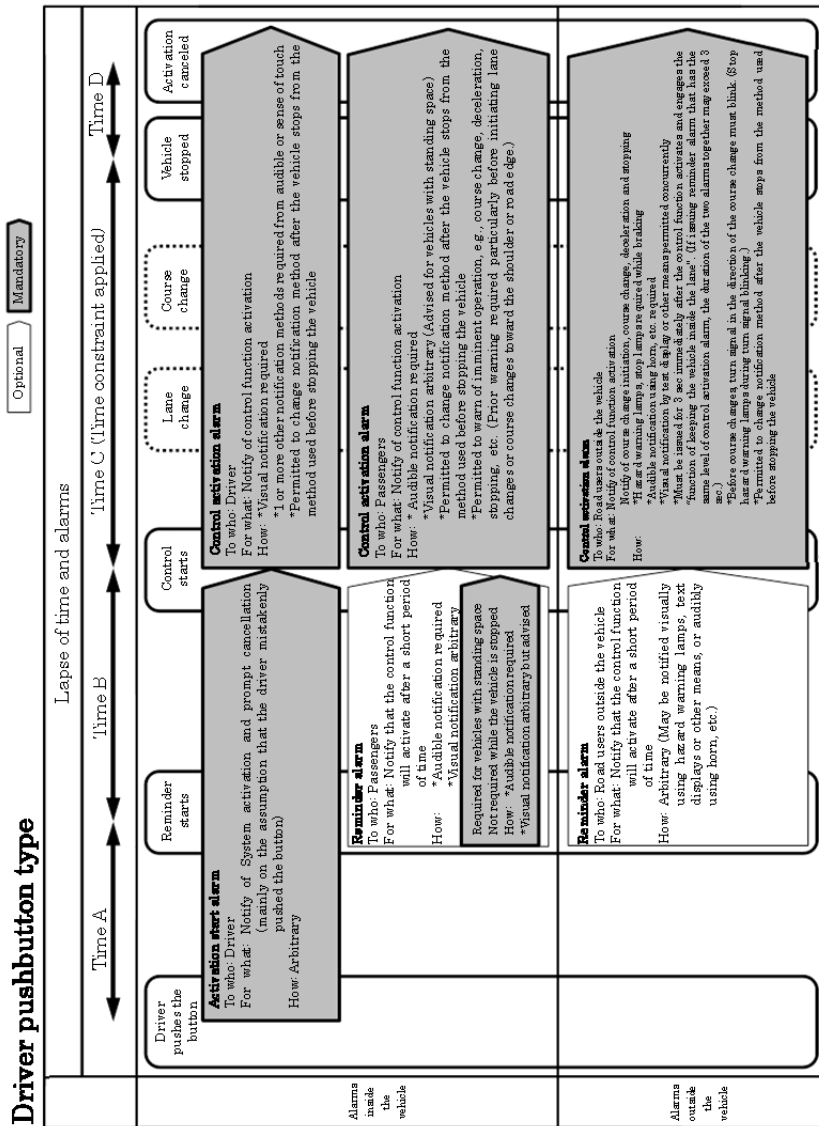 Driver pushbutton type
Optional
Mandatory
Lapse of time and alarms
Time A
Time B
Time C (Time constraint applied)
Time D
Driver
pushes the
button
Reminder
starts
Control
starts
Lane
change
Course
change
Vehicle
stopped
Activation
canceled
Alarms
inside
the
vehicle
Activation start alarm
To who: Driver
For what: Notify of System activation and prompt cancellation
(mainly on the assumption that the driver mistakenly
pushed the button)
How: Arbitrary
Control activation alarm
To who: Driver
For what: Notify of control function activation
How: *Visual notification required
*1 or more other notification methods required from audible or sense of touch
*Permitted to change notification method after the vehicle stops from the
method used before stopping the vehicle
Reminder alarm
To who: Passengers
For what: Notify that the control function
will activate after a short period
of time
How: *Audible notification required
*Visual notification arbitrary
Required for vehicles with standing space
Not required while the vehicle is stopped
How: *Audible notification required
*Visual notification arbitrary but advised
Control activation alarm
To who: Passengers
For what: Notify of control function activation
How: * Audible notification required
*Visual notification arbitrary (Advised for vehicles with standing space)
*Permitted to change notification method after the vehicle stops from the
method used before stopping the vehicle
*Permitted to warn of imminent operation, e.g., course change, deceleration,
stopping, etc. (Prior warning required particularly before initiating lane
changes or course changes toward the shoulder or road edge.)
Alarms
outside
the
vehicle
Reminder alarm
To who: Road users outside the vehicle
For what: Notify that the control function
will activate after a short period
of time
How: Arbitrary (May be notified visually
using hazard warning lamps, text
displays or other means, or audibly
using horn, etc.)
Control activation alarm
To who: Road users outside the vehicle
For what: Notify of control function activation
Notify of course change initiation, course change, deceleration and stopping
How: *Hazard warning lamps, stop lamps required while braking
*Audible notification using horn, etc. required
*Visual notification by text display or other means permitted concurrently
*Must be issued for 3 sec immediately after the control function activates and engages the
"function of keeping the vehicle inside the lane". (If issuing reminder alarm that has the
same level of control activation alarm, the duration of the two alarms together may exceed 3
sec.)
*Before course changes, turn signal in the direction of the course change must blink. (Stop
hazard warning lamps during turn signal blinking.)
*Permitted to change notification method after the vehicle stops from the method used
before stopping the vehicle